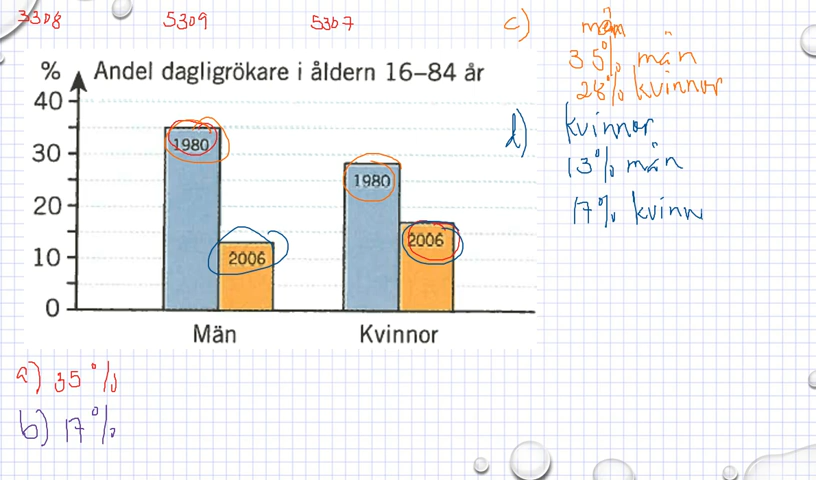 3308 5309 5307
% Andel dagligrökare i åldern 16–84 år
40
30
20
10
0
1980
2006
1980
2006
Män Kvinnor
a) 35%
b) 17%
c) män
35% män
28% kvinnor
d) kvinnor
13% män
17% kvinn